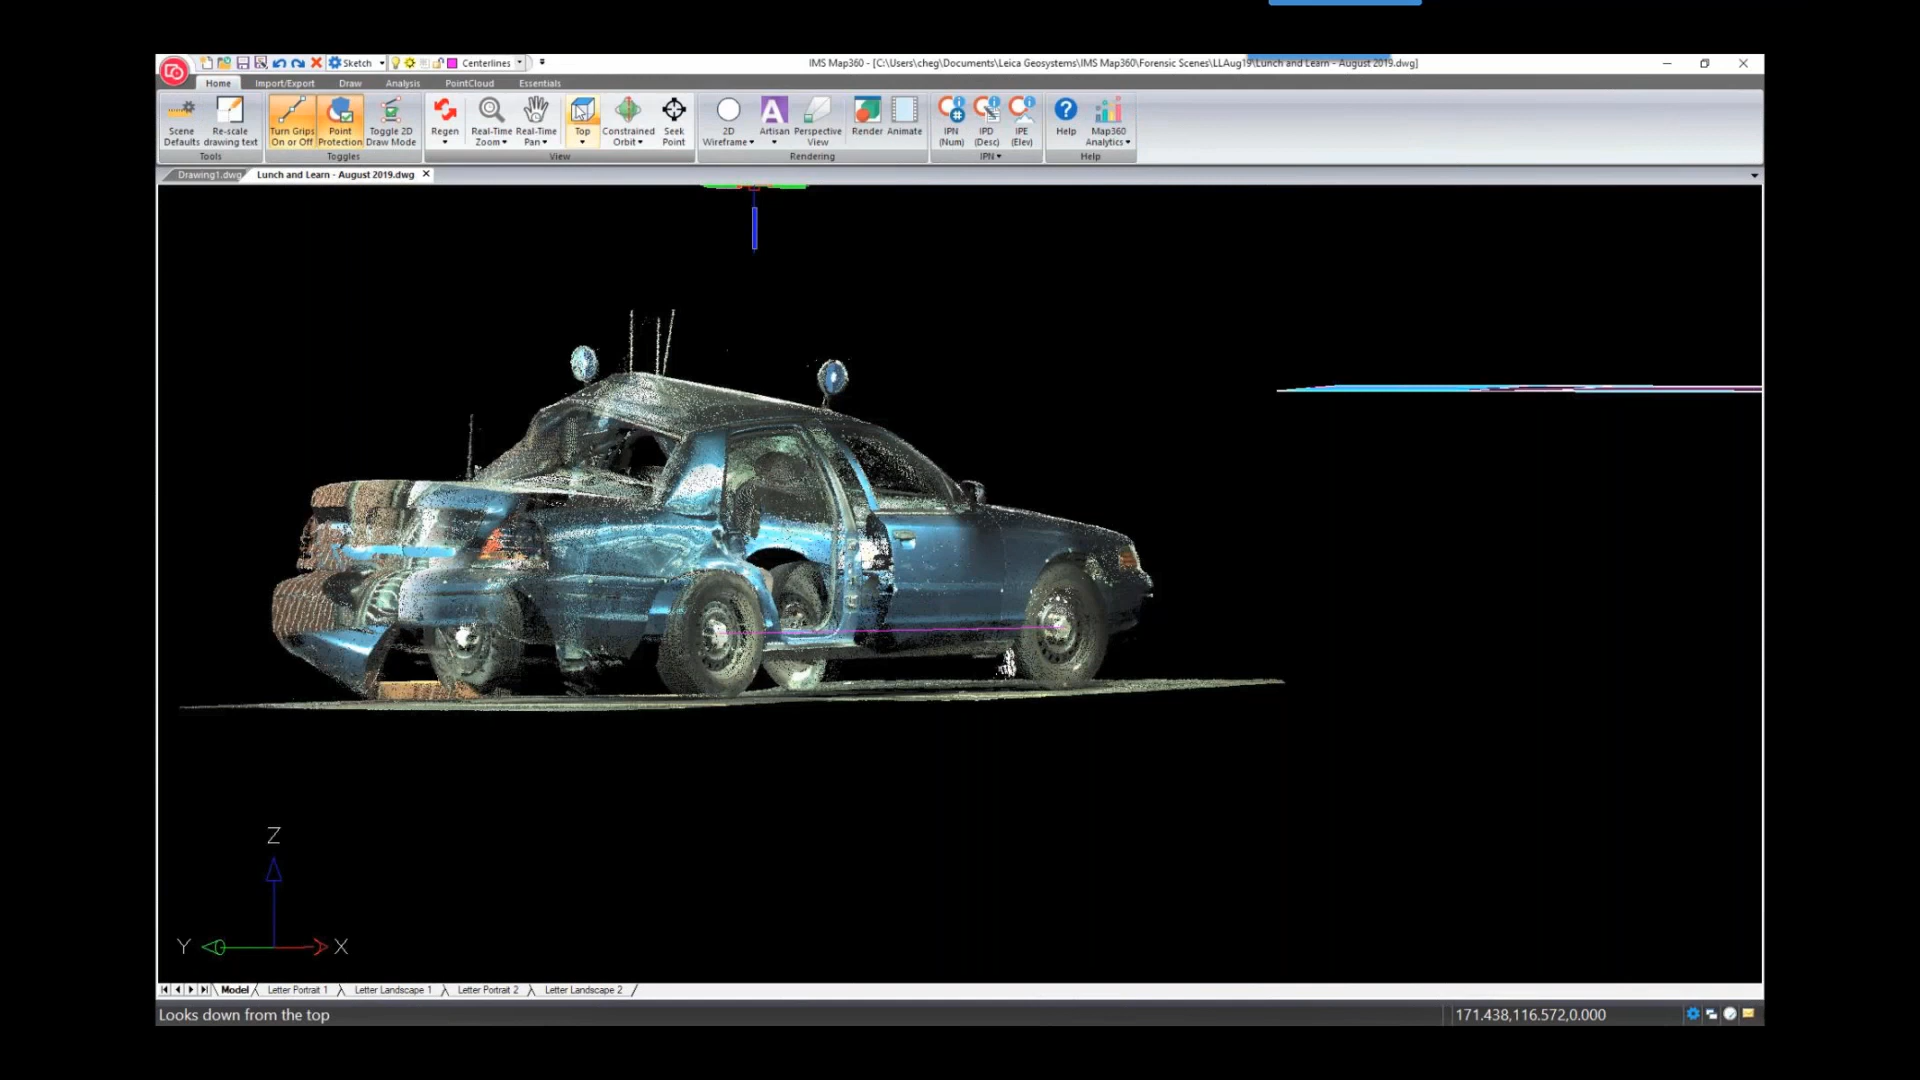 Sketch Centerlines IMS Map360 - [C:\Users\cheg\Documents\Leica Geosystems\IMS Map360\Forensic Scenes\LLAug19\Lunch and Learn - August 2019.dwg]
Home Import/Export Draw Analysis PointCloud Essentials
Scene Defaults
Re-scale drawing text
Turn Grips On or Off
Point Protection
Toggle 2D Draw Mode
Regen
Real-Time Zoom
Real-Time Pan
Top
Constrained Orbit
Seek Point
2D Wireframe
Artisan
Perspective View
Render
Animate
IPN (Num)
IPD (Desc)
IPE (Elev)
Help
Map360 Analytics
Tools Toggles View Rendering IPN Help
Drawing1.dwg Lunch and Learn - August 2019.dwg
Z
Y X
Model Letter Portrait 1 Letter Landscape 1 Letter Portrait 2 Letter Landscape 2
Looks down from the top 171.438,116.572,0.000